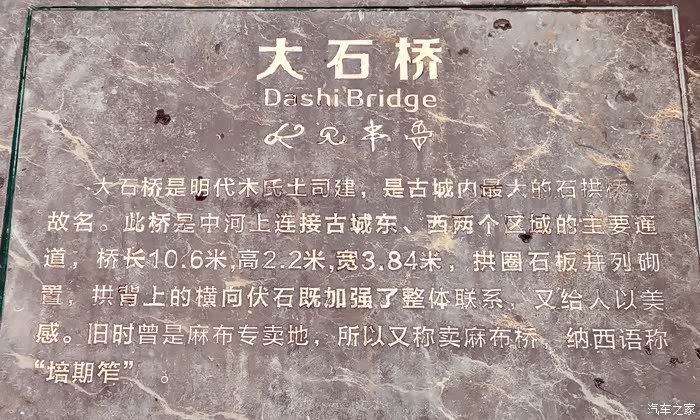 大石桥
Dashi Bridge
大石桥是明代木氏土司建，是古城内最大的石拱桥，
故名。此桥是中河上连接古城东、西两个区域的主要通
道，桥长10.6米,高2.2米,宽3.84米，拱圈石板并列砌
置，拱背上的横向伏石既加强了整体联系，又给人以美
感。旧时曾是麻布专卖地，所以又称卖麻布桥，纳西语称
“培期笮”。
汽车之家